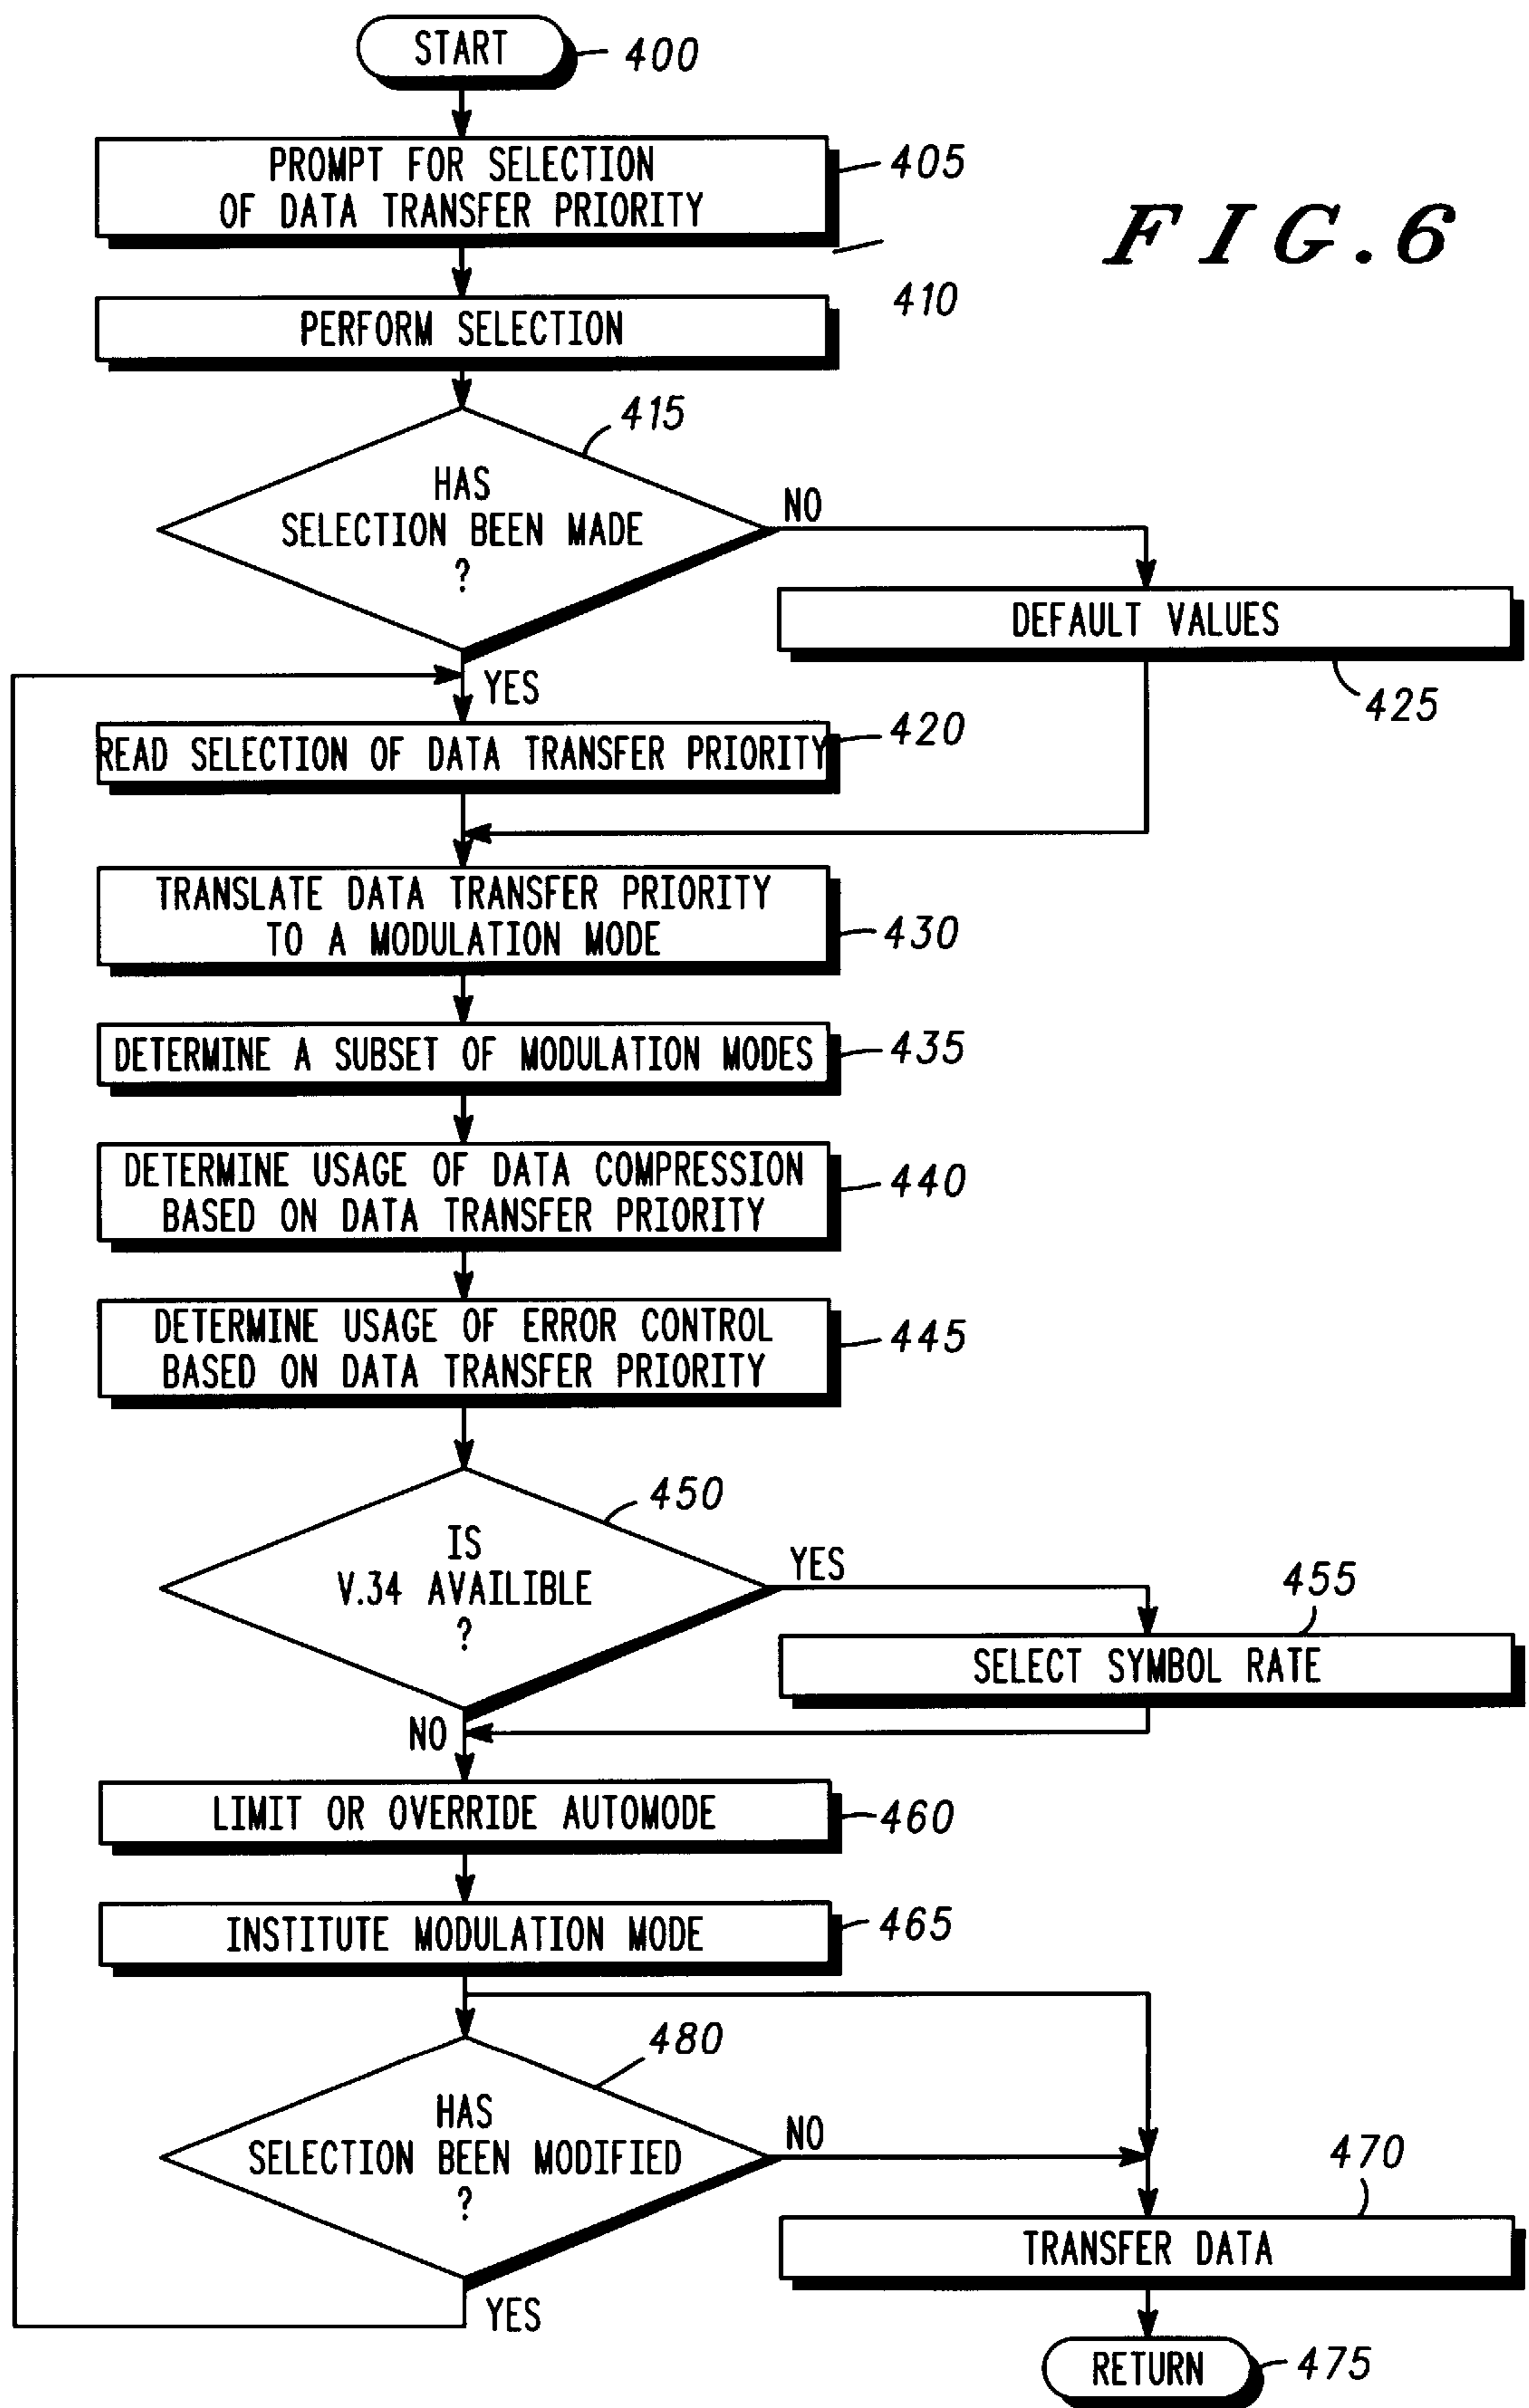 START
400
PROMPT FOR SELECTION
OF DATA TRANSFER PRIORITY
405
FIG.6
PERFORM SELECTION
410
415
HAS
SELECTION BEEN MADE
?
NO
DEFAULT VALUES
425
YES
READ SELECTION OF DATA TRANSFER PRIORITY
420
TRANSLATE DATA TRANSFER PRIORITY
TO A MODULATION MODE
430
DETERMINE A SUBSET OF MODULATION MODES
435
DETERMINE USAGE OF DATA COMPRESSION
BASED ON DATA TRANSFER PRIORITY
440
DETERMINE USAGE OF ERROR CONTROL
BASED ON DATA TRANSFER PRIORITY
445
450
IS
V.34 AVAILIBLE
?
YES
455
SELECT SYMBOL RATE
NO
LIMIT OR OVERRIDE AUTOMODE
460
INSTITUTE MODULATION MODE
465
480
HAS
SELECTION BEEN MODIFIED
?
NO
470
TRANSFER DATA
YES
RETURN
475